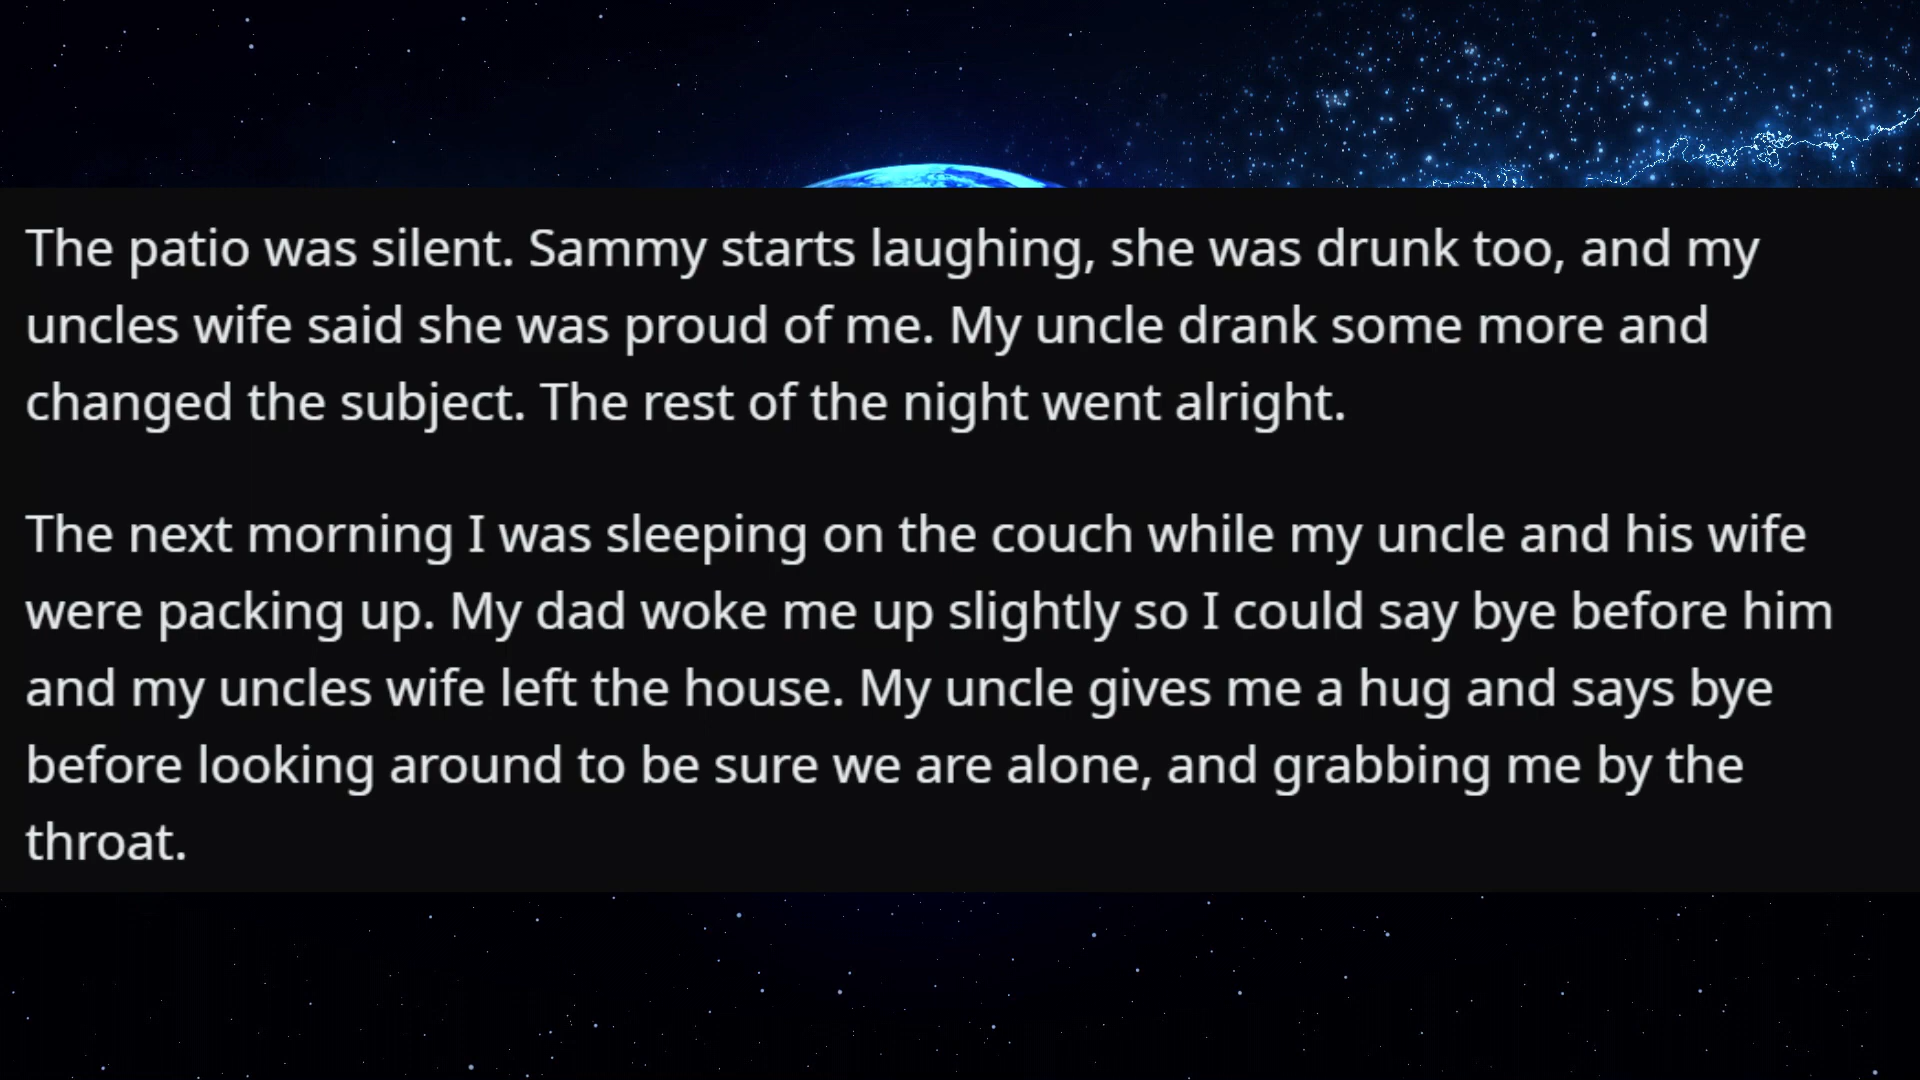 The patio was silent. Sammy starts laughing, she was drunk too, and my
uncles wife said she was proud of me. My uncle drank some more and
changed the subject. The rest of the night went alright.
The next morning I was sleeping on the couch while my uncle and his wife
were packing up. My dad woke me up slightly so I could say bye before him
and my uncles wife left the house. My uncle gives me a hug and says bye
before looking around to be sure we are alone, and grabbing me by the
throat.